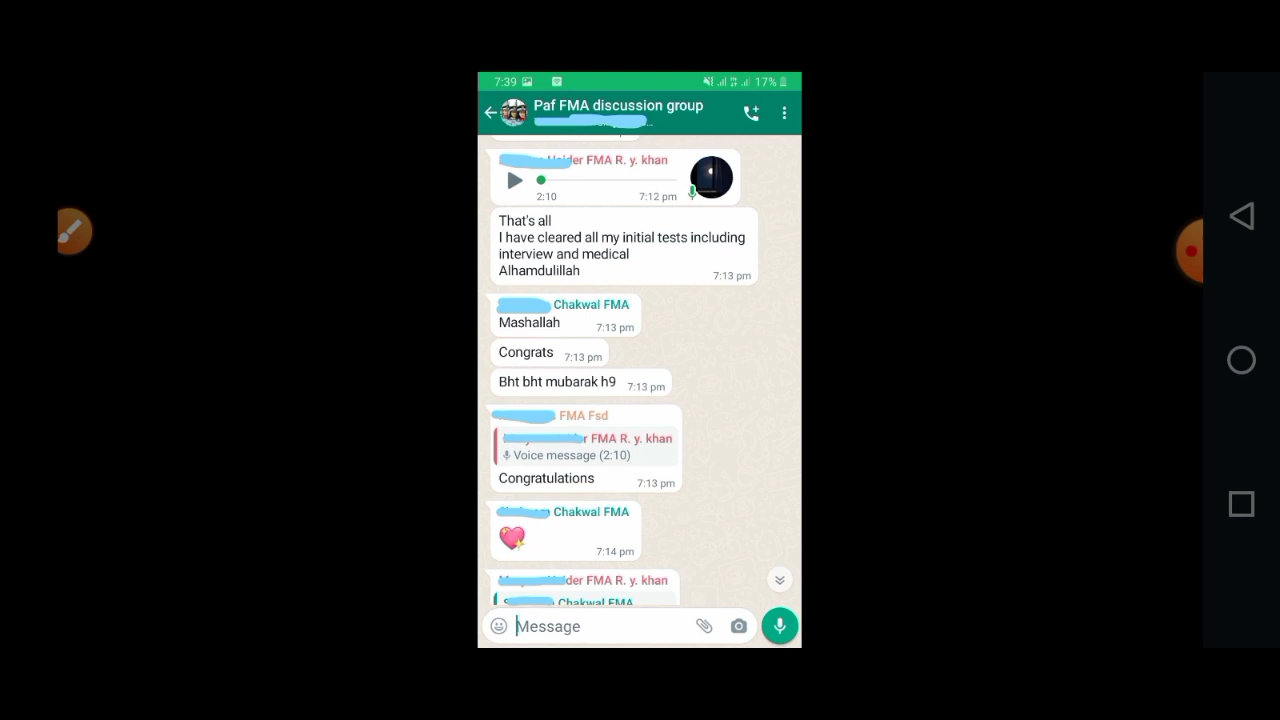 7:39
17%
Paf FMA discussion group
der FMA R. y. khan
2:10 7:12 pm
That's all
I have cleared all my initial tests including
interview and medical
Alhamdulillah
7:13 pm
Chakwal FMA
Mashallah 7:13 pm
Congrats 7:13 pm
Bht bht mubarak h9 7:13 pm
FMA Fsd
r FMA R. y. khan
Voice message (2:10)
Congratulations 7:13 pm
Chakwal FMA
7:14 pm
der FMA R. y. khan
Chakwal FMA
Message